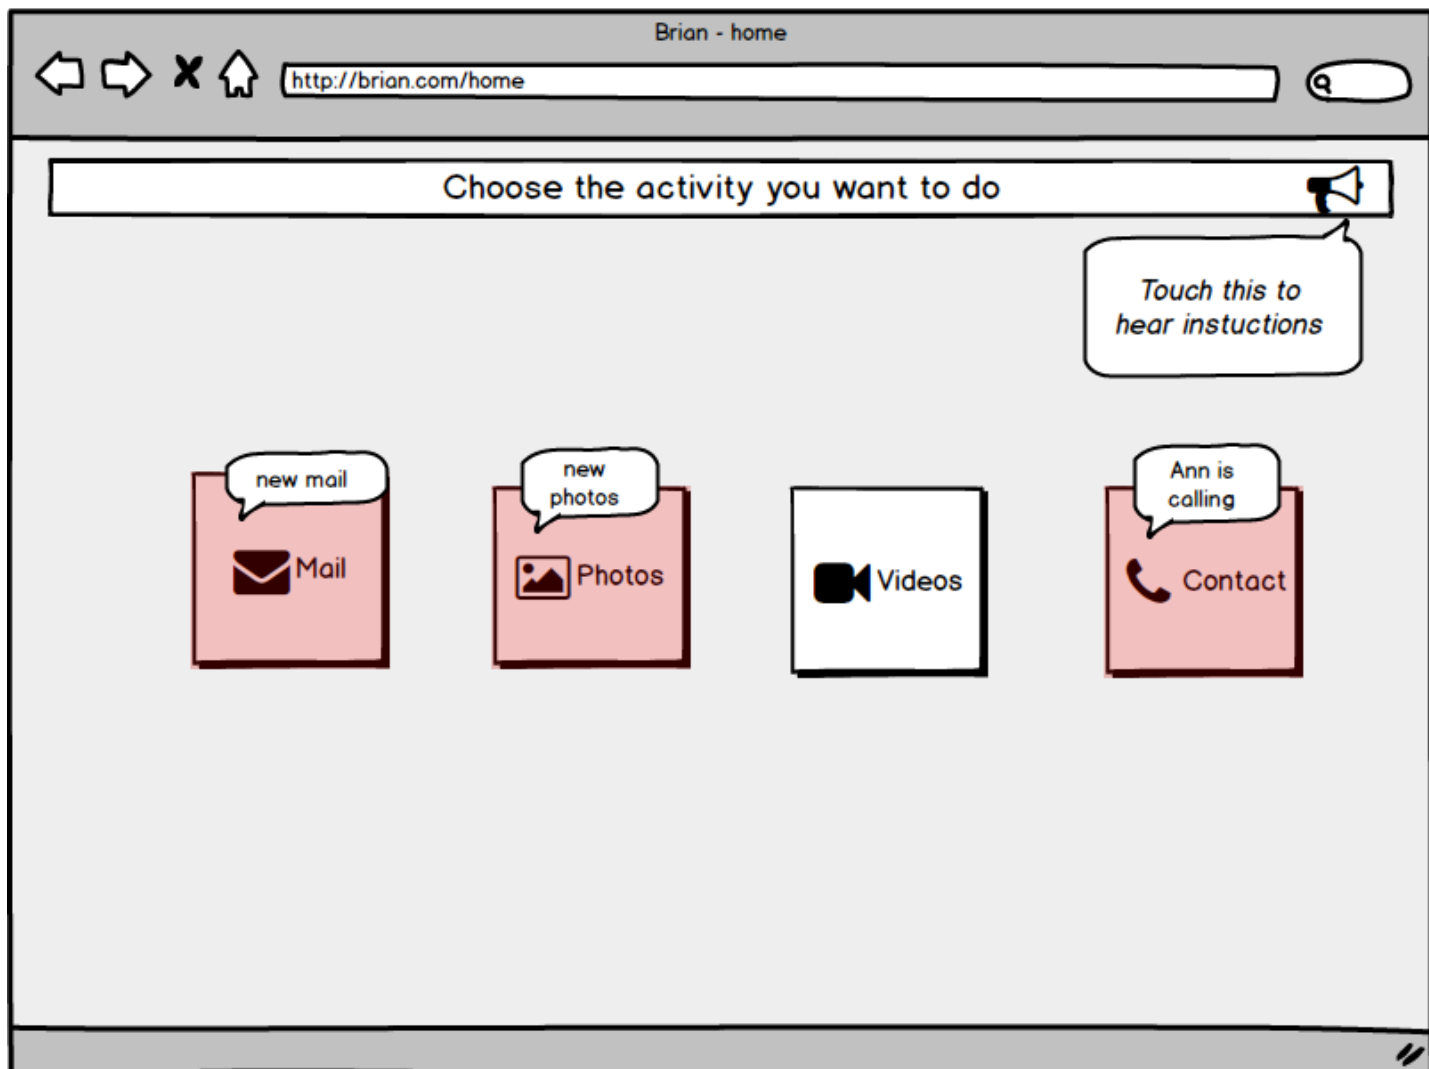 Brian - home
http://brian.com/home
Choose the activity you want to do
Touch this to
hear instuctions
new mail
Mail
new
photos
Photos
Videos
Ann is
calling
Contact